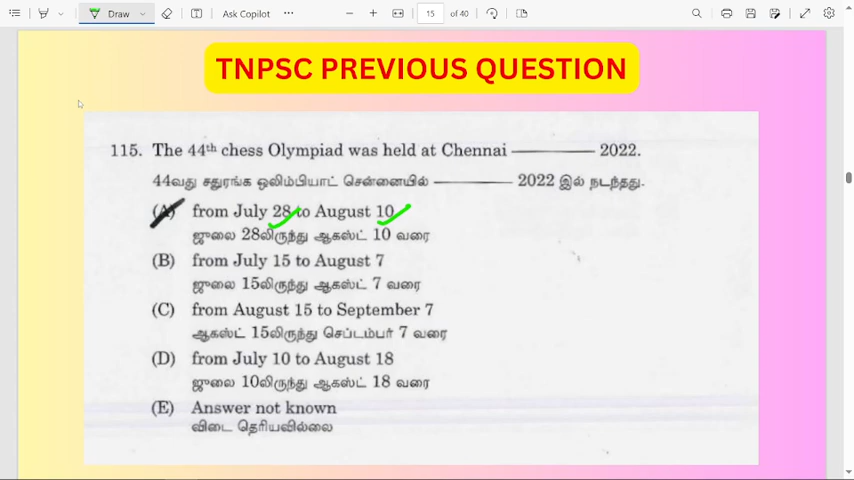 Draw
Ask Copilot
15 of 40
TNPSC PREVIOUS QUESTION
115. The 44th chess Olympiad was held at Chennai ———— 2022.
44வது சதுரங்க ஒலிம்பியாட் சென்னையில் ———— 2022 இல் நடந்தது.
(A) from July 28 to August 10
ஜுலை 28லிருந்து ஆகஸ்ட் 10 வரை
(B) from July 15 to August 7
ஜுலை 15லிருந்து ஆகஸ்ட் 7 வரை
(C) from August 15 to September 7
ஆகஸ்ட் 15லிருந்து செப்டம்பர் 7 வரை
(D) from July 10 to August 18
ஜுலை 10லிருந்து ஆகஸ்ட் 18 வரை
(E) Answer not known
விடை தெரியவில்லை